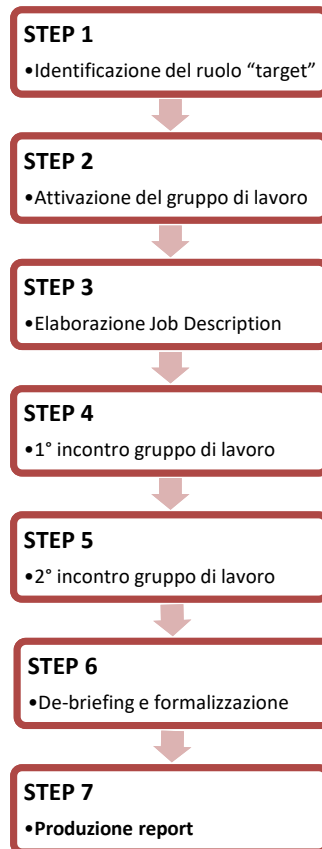 STEP 1
•Identificazione del ruolo “target”
STEP 2
•Attivazione del gruppo di lavoro
STEP 3
•Elaborazione Job Description
STEP 4
•1° incontro gruppo di lavoro
STEP 5
•2° incontro gruppo di lavoro
STEP 6
•De-briefing e formalizzazione
STEP 7
•Produzione report